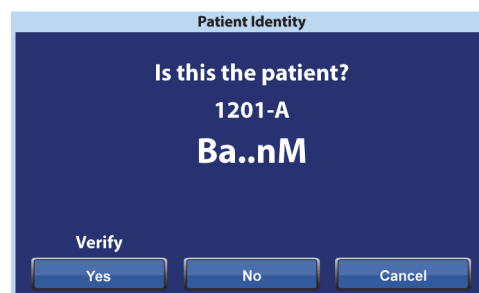 Patient Identity
Is this the patient?
1201-A
Ba..nM
Verify
Yes No Cancel